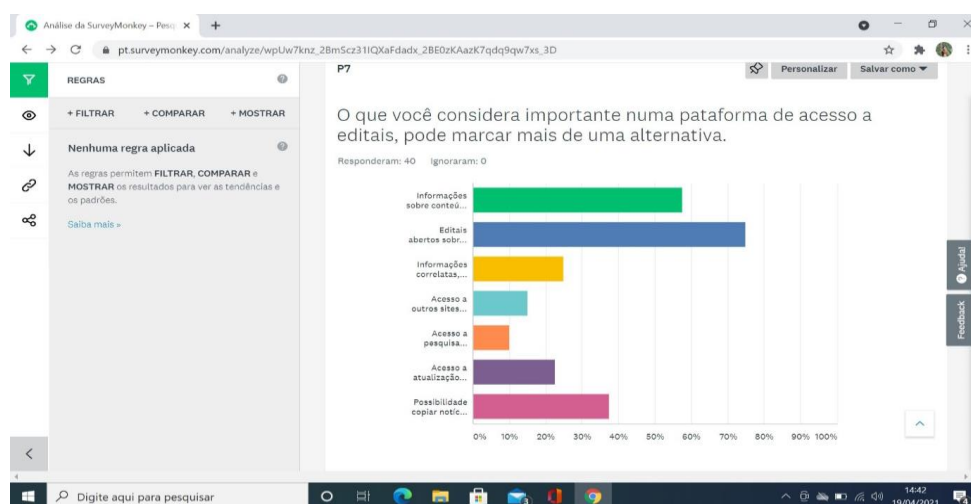 Análise da SurveyMonkey – Pesq
pt.surveymonkey.com/analyze/wpUw7knz_2BmScz31IQXaFdadx_2BE0zKAazK7qdq9qw7xs_3D
REGRAS
+ FILTRAR + COMPARAR + MOSTRAR
Nenhuma regra aplicada
As regras permitem FILTRAR, COMPARAR e
MOSTRAR os resultados para ver as tendências e
os padrões.
Saiba mais »
P7
Personalizar Salvar como
O que você considera importante numa pataforma de acesso a
editais, pode marcar mais de uma alternativa.
Responderam: 40 Ignoraram: 0
Informações
sobre conteú...
Editais
abertos sobr...
Informações
correlatas,...
Acesso a
outros sites...
Acesso a
pesquisa...
Acesso a
atualização...
Possibilidade
copiar notíc...
0% 10% 20% 30% 40% 50% 60% 70% 80% 90% 100%
Ajuda!
Feedback
Digite aqui para pesquisar
14:42
19/04/2021